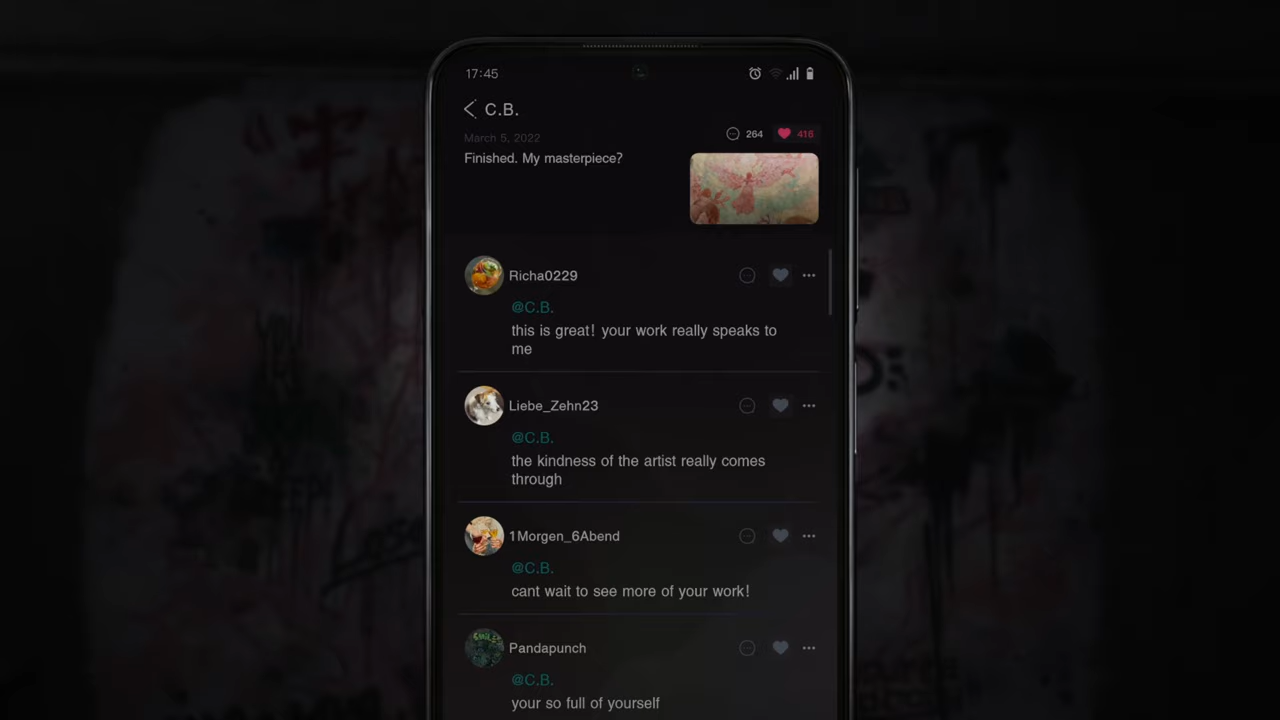 17:45
C.B.
March 5, 2022
264
416
Finished. My masterpiece?
Richa0229
@C.B.
this is great! your work really speaks to
me
Liebe_Zehn23
@C.B.
the kindness of the artist really comes
through
1Morgen_6Abend
@C.B.
cant wait to see more of your work!
Pandapunch
@C.B.
your so full of yourself